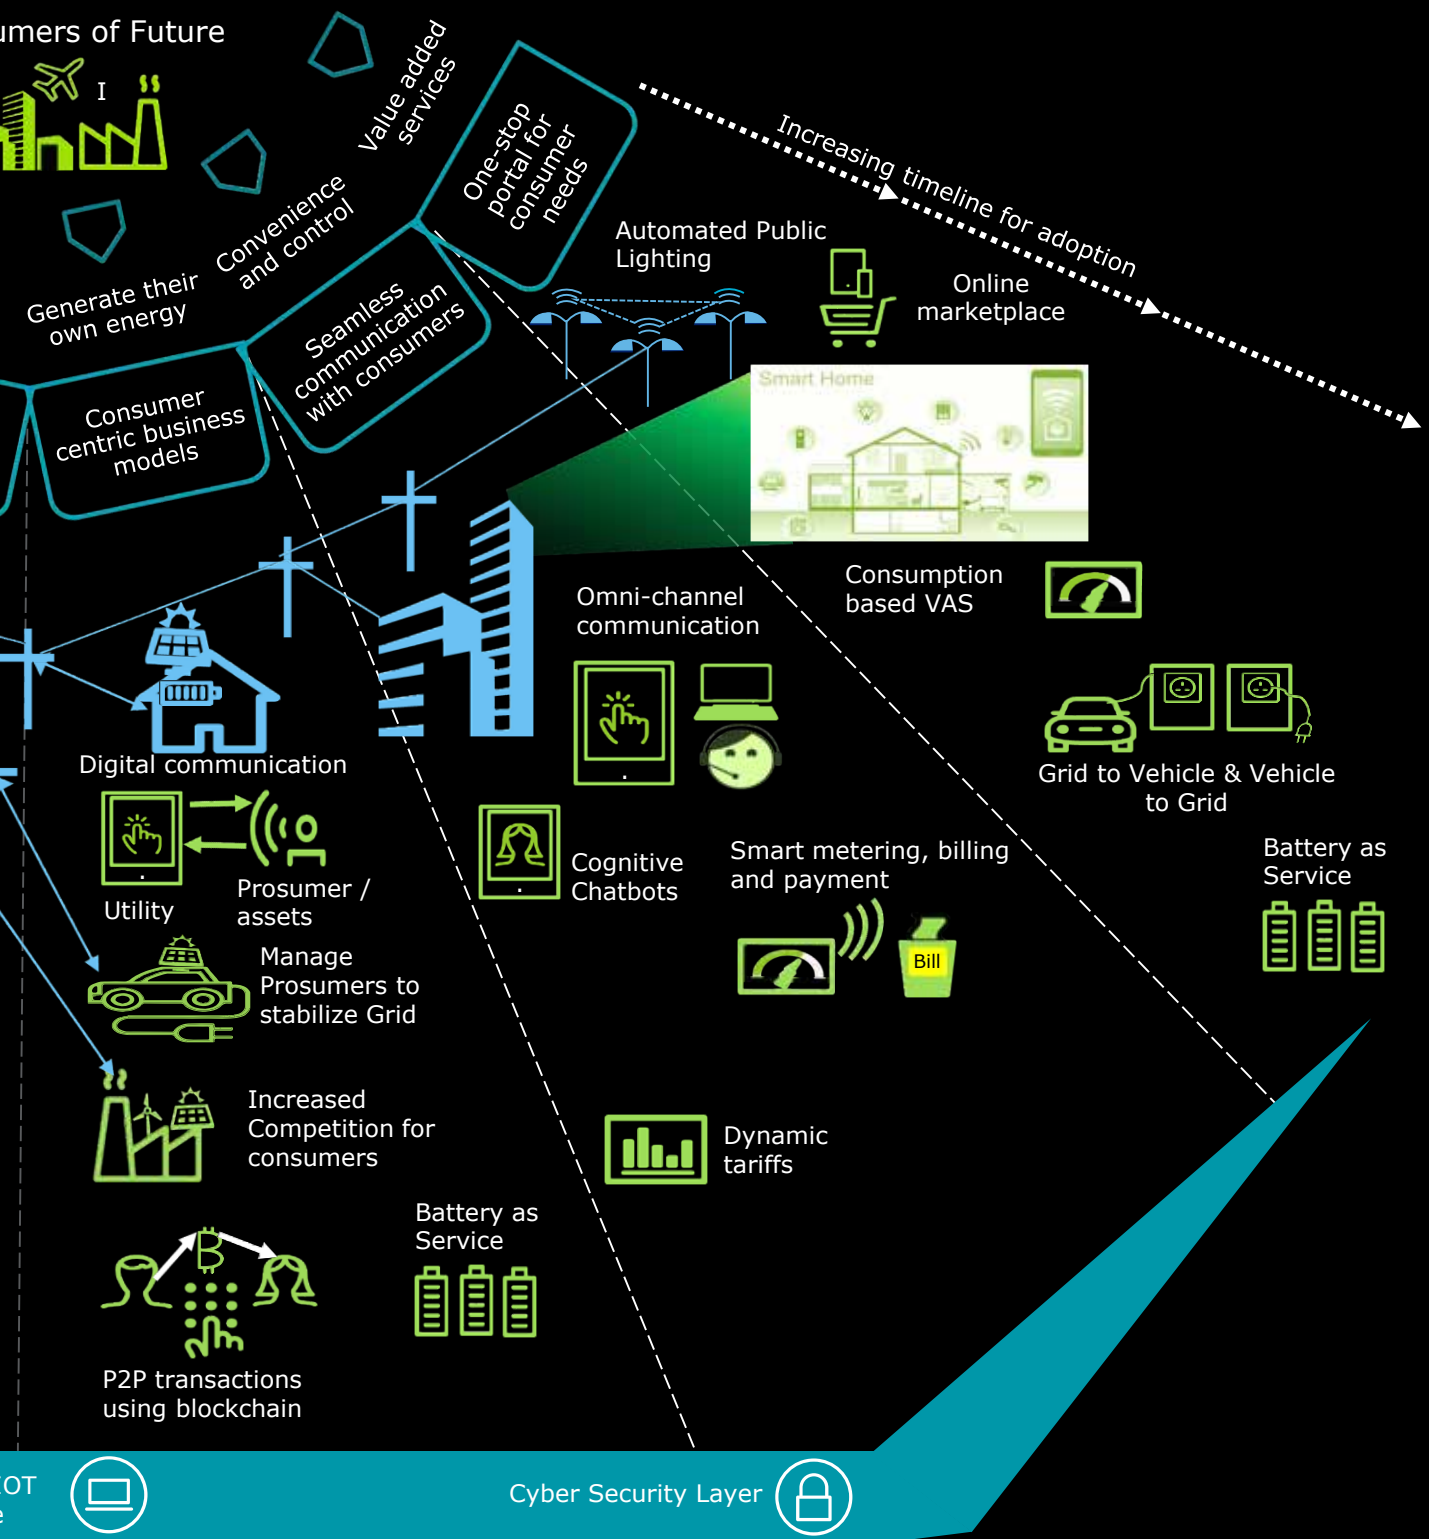 umers of Future
I
Value added
services
One-stop
portal for
consumer
needs
Increasing timeline for adoption
Convenience
and control
Generate their
own energy
Seamless
communication
with consumers
Consumer
centric business
models
Automated Public
Lighting
Online
marketplace
Smart Home
Consumption
based VAS
Omni-channel
communication
Digital communication
Grid to Vehicle & Vehicle
to Grid
Utility
Prosumer /
assets
Cognitive
Chatbots
Smart metering, billing
and payment
Bill
Battery as
Service
Manage
Prosumers to
stabilize Grid
Increased
Competition for
consumers
Dynamic
tariffs
Battery as
Service
P2P transactions
using blockchain
Cyber Security Layer